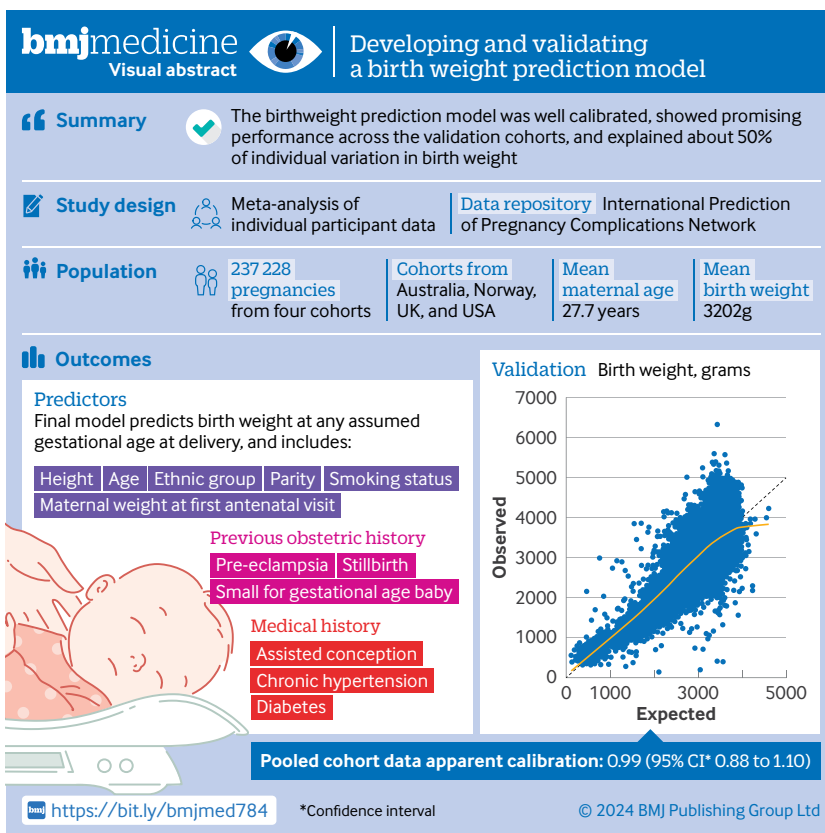 bmjmedicine
Visual abstract
Developing and validating
a birth weight prediction model
Summary
The birthweight prediction model was well calibrated, showed promising
performance across the validation cohorts, and explained about 50%
of individual variation in birth weight
Study design
Meta-analysis of
individual participant data
Data repository International Prediction
of Pregnancy Complications Network
Population
237 228
pregnancies
from four cohorts
Cohorts from
Australia, Norway,
UK, and USA
Mean
maternal age
27.7 years
Mean
birth weight
3202g
Outcomes
Predictors
Final model predicts birth weight at any assumed
gestational age at delivery, and includes:
Height Age Ethnic group Parity Smoking status
Maternal weight at first antenatal visit
Previous obstetric history
Pre-eclampsia Stillbirth
Small for gestational age baby
Medical history
Assisted conception
Chronic hypertension
Diabetes
Validation Birth weight, grams
7000
6000
5000
4000
3000
2000
1000
0
Observed
0 1000 3000 5000
Expected
Pooled cohort data apparent calibration: 0.99 (95% CI* 0.88 to 1.10)
bmj https://bit.ly/bmjmed784
*Confidence interval
© 2024 BMJ Publishing Group Ltd